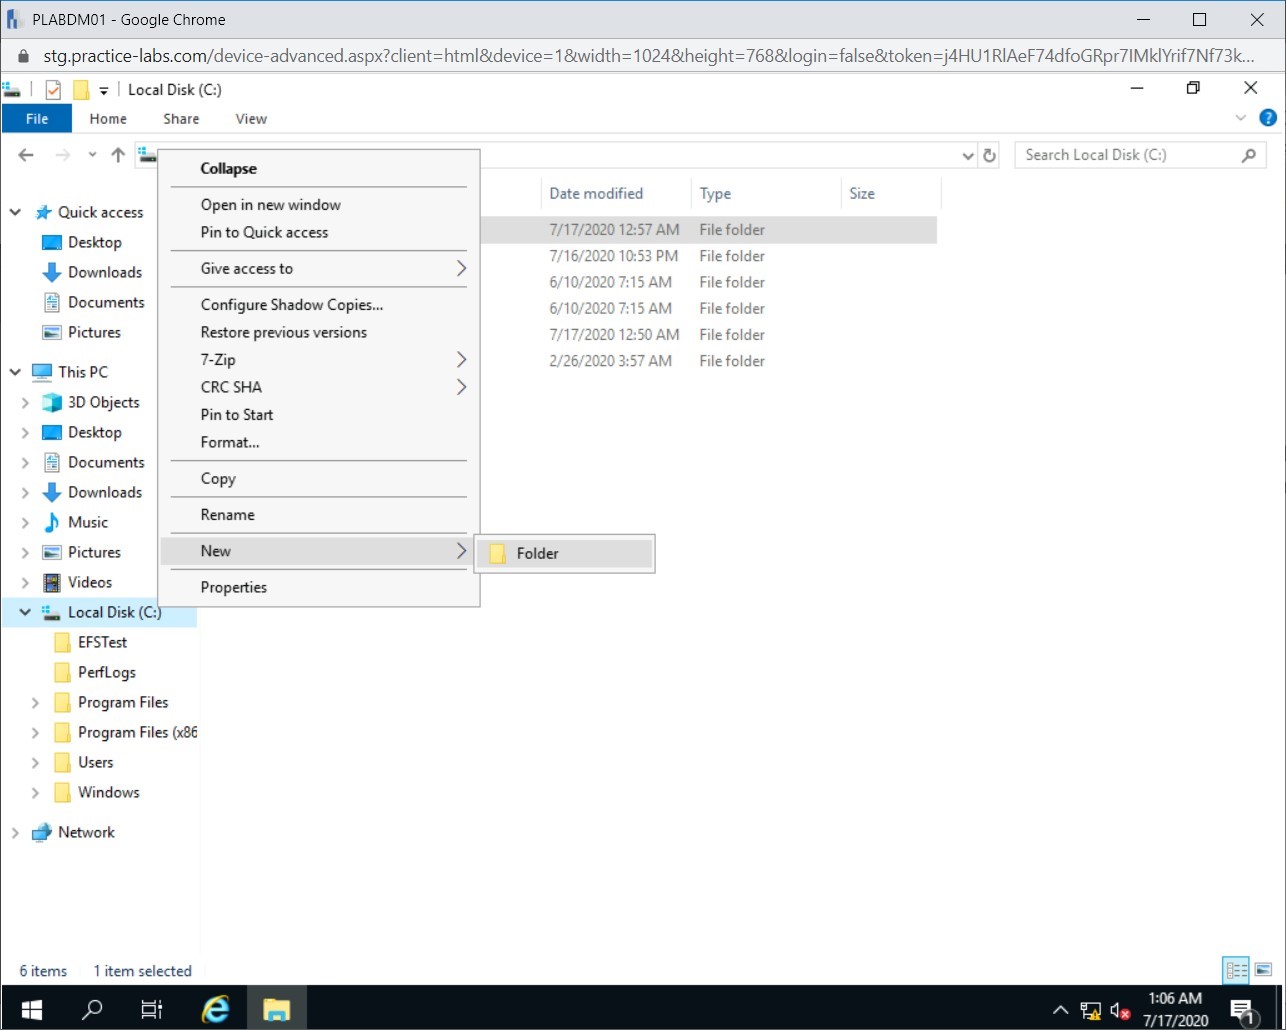 PLABDM01 - Google Chrome
stg.practice-labs.com/device-advanced.aspx?client=html&device=1&width=1024&height=768&login=false&token=j4HU1RlAeF74dfoGRpr7IMklYrif7Nf73k...
Local Disk (C:)
File Home Share View
Search Local Disk (C:)
Date modified Type Size
7/17/2020 12:57 AM File folder
7/16/2020 10:53 PM File folder
6/10/2020 7:15 AM File folder
6/10/2020 7:15 AM File folder
7/17/2020 12:50 AM File folder
2/26/2020 3:57 AM File folder
Collapse
Open in new window
Pin to Quick access
Give access to
Configure Shadow Copies...
Restore previous versions
7-Zip
CRC SHA
Pin to Start
Format...
Copy
Rename
New
Folder
Properties
Quick access
Desktop
Downloads
Documents
Pictures
This PC
3D Objects
Desktop
Documents
Downloads
Music
Pictures
Videos
Local Disk (C:)
EFSTest
PerfLogs
Program Files
Program Files (x86
Users
Windows
Network
6 items 1 item selected
1:06 AM
7/17/2020
1